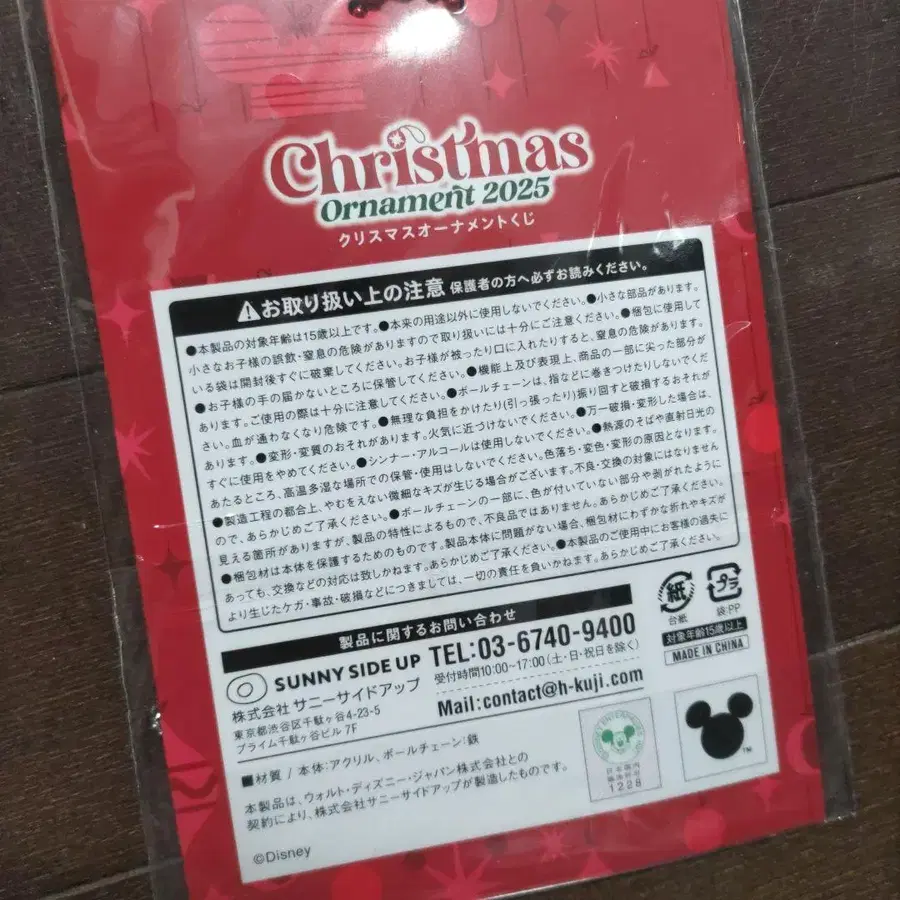 Christmas
Ornament 2025
クリスマスオーナメントくじ
お取り扱い上の注意 保護者の方へ必ずお読みください。
●本製品の対象年齢は15歳以上です。●本来の用途以外に使用しないでください。●小さな部品があります。
小さなお子様の誤飲・窒息の危険がありますので取り扱いには十分にご注意ください。●梱包に使用して
いる袋は開封後すぐに破棄してください。お子様が被ったり口に入れたりすると、窒息の危険があります。
●お子様の手の届かないところに保管してください。●機能上及び表現上、商品の一部に尖った部分が
あります。ご使用の際は十分に注意してください。●ボールチェーンは、指などに巻きつけたりしないでくだ
さい。血が通わなくなり危険です。●無理な負担をかけたり(引っ張ったり)振り回すと破損するおそれが
あります。●変形・変質のおそれがあります。火気に近づけないでください。●万一破損・変形した場合は、
すぐに使用をやめてください。●シンナー・アルコールは使用しないでください。●熱源のそばや直射日光の
あたるところ、高温多湿な場所での保管・使用はしないでください。色落ち・変色・変形の原因となります。
●製造工程の都合上、やむをえない微細なキズが生じる場合がございます。不良・交換の対象にはなりません
ので、あらかじめご了承ください。●ボールチェーンの一部に、色が付いていない部分や剥がれたように
見える箇所がありますが、製品の特性によるもので、不良品ではありません。あらかじめご了承ください。
●梱包材は本体を保護するためのものです。製品本体に問題がない場合、梱包材にわずかな折れやキズが
あっても、交換などの対応は致しかねます。あらかじめご了承ください。●本製品のご使用中にお客様の過失に
より生じたケガ・事故・破損などにつきましては、一切の責任を負いかねます。あらかじめご了承ください。
製品に関するお問い合わせ
SUNNY SIDE UP
株式会社 サニーサイドアップ
東京都渋谷区千駄ヶ谷4-23-5
プライム千駄ヶ谷ビル 7F
TEL:03-6740-9400
受付時間10:00~17:00(土・日・祝日を除く)
Mail:contact@h-kuji.com
紙
台紙
プラ
袋:PP
対象年齢15歳以上
MADE IN CHINA
■材質 / 本体:アクリル、ボールチェーン:鉄
本製品は、ウォルト・ディズニー・ジャパン株式会社との
契約により、株式会社サニーサイドアップが製造したものです。
日本国内
1228
TM
©Disney